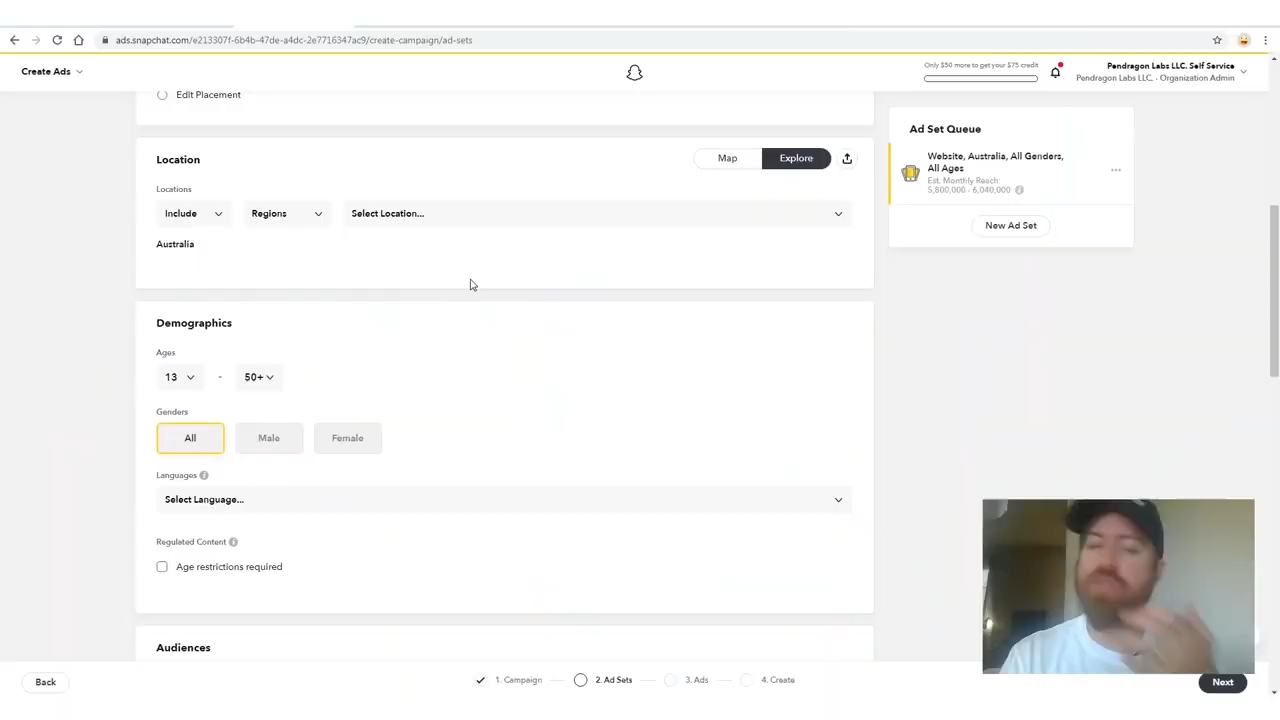 ads.snapchat.com/e213307f-6b4b-47de-a4dc-2e7716347ac9/create-campaign/ad-sets
Create Ads
Only $50 more to get your $75 credit
Pendragon Labs LLC. Self Service
Pendragon Labs LLC. - Organization Admin
Edit Placement
Location
Map
Explore
Locations
Include
Regions
Select Location...
Australia
Ad Set Queue
Website, Australia, All Genders,
All Ages
Est. Monthly Reach:
5,800,000 - 6,040,000
New Ad Set
Demographics
Ages
13
-
50+
Genders
All
Male
Female
Languages
Select Language...
Regulated Content
Age restrictions required
Audiences
Back
1. Campaign
2. Ad Sets
3. Ads
4. Create
Next